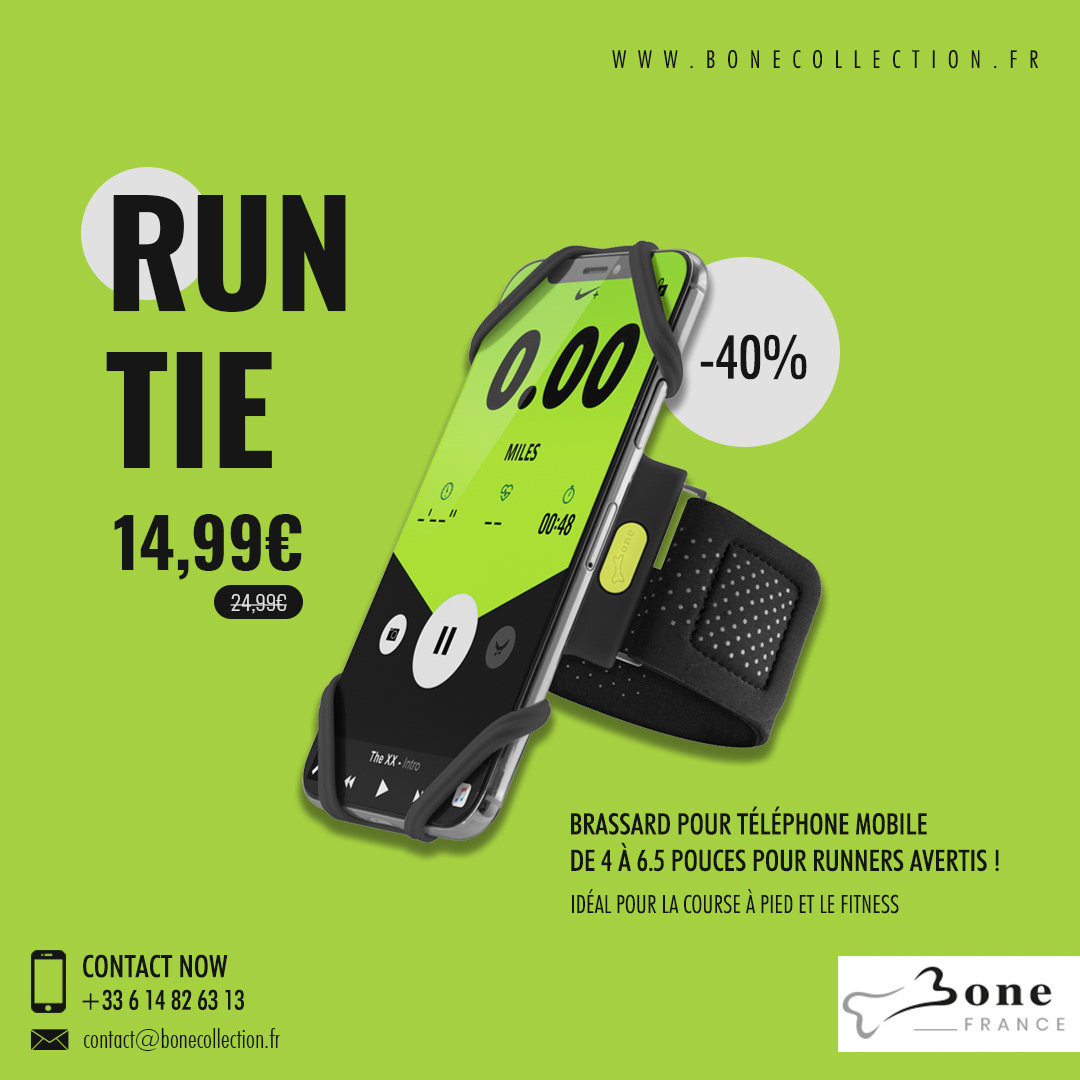 WWW.BONECOLLECTION.FR
RUN
TIE
14,99€
24,99€
-40%
0.00
MILES
_'__"
--
00:48
The XX - Intro
Bone
BRASSARD POUR TÉLÉPHONE MOBILE
DE 4 À 6.5 POUCES POUR RUNNERS AVERTIS !
IDÉAL POUR LA COURSE À PIED ET LE FITNESS
CONTACT NOW
+33 6 14 82 63 13
contact@bonecollection.fr
Bone
FRANCE